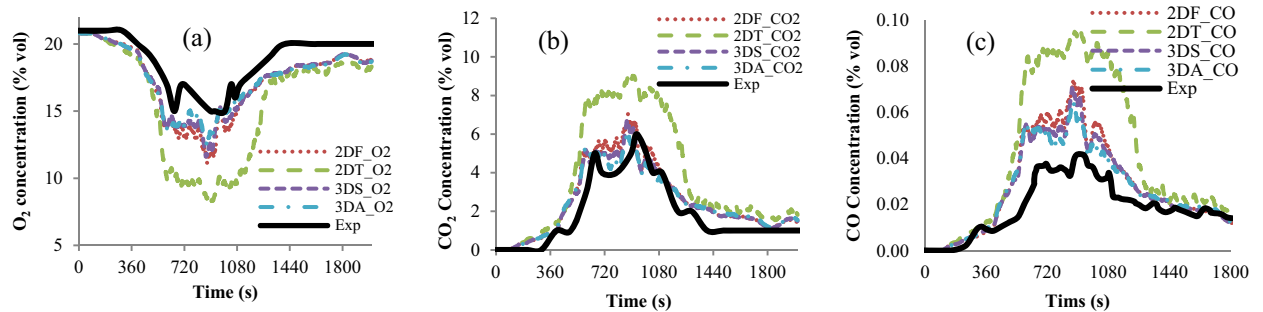 (a)
O2 concentration (% vol)
20
15
10
5
2DF_O2
2DT_O2
3DS_O2
3DA_O2
Exp
0 360 720 1080 1440 1800
Time (s)
(b)
CO2 Concentration (% vol)
12
10
8
6
4
2
0
2DF_CO2
2DT_CO2
3DS_CO2
3DA_CO2
Exp
0 360 720 1080 1440 1800
Time (s)
(c)
CO Concentration (% vol)
0.10
0.08
0.06
0.04
0.02
0.00
2DF_CO
2DT_CO
3DS_CO
3DA_CO
Exp
0 360 720 1080 1440 1800
Tims (s)